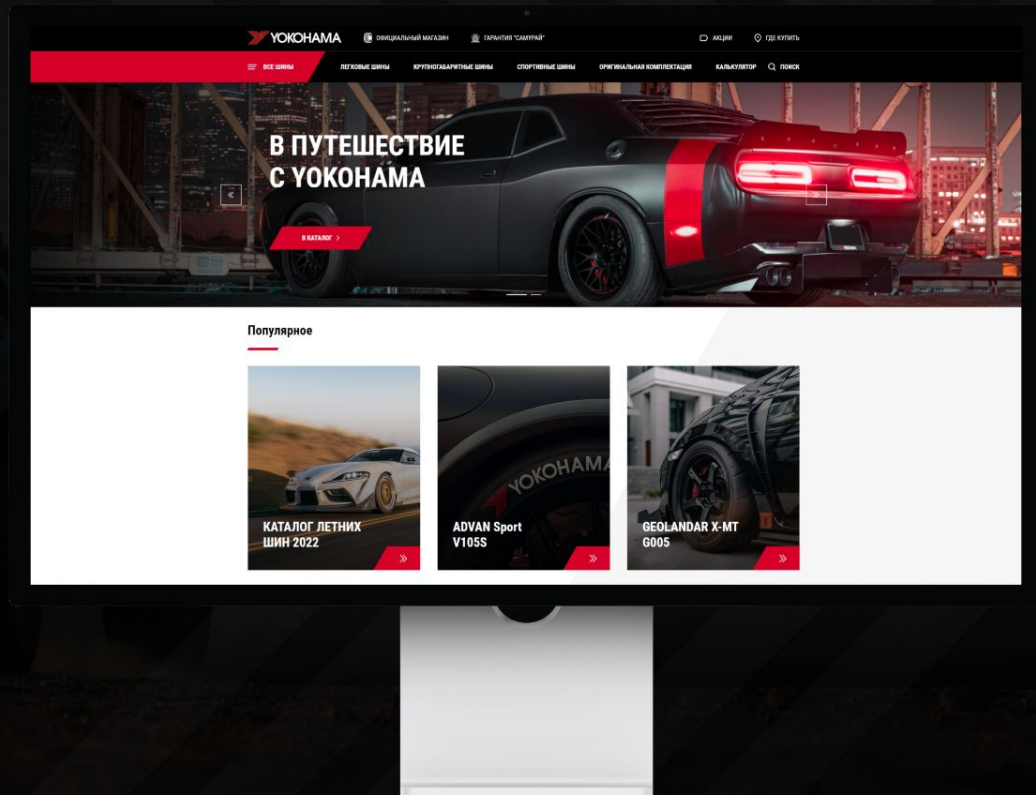 YOKOHAMA
ОФИЦИАЛЬНЫЙ МАГАЗИН
ГАРАНТИЯ "САМУРАЙ"
АКЦИИ
ГДЕ КУПИТЬ
ВСЕ ШИНЫ
ЛЕГКОВЫЕ ШИНЫ
КРУПНОГАБАРИТНЫЕ ШИНЫ
СПОРТИВНЫЕ ШИНЫ
ОРИГИНАЛЬНАЯ КОМПЛЕКТАЦИЯ
КАЛЬКУЛЯТОР
ПОИСК
В ПУТЕШЕСТВИЕ
С YOKOHAMA
В КАТАЛОГ
Популярное
КАТАЛОГ ЛЕТНИХ
ШИН 2022
YOKOHAMA
ADVAN Sport
V105S
GEOLANDAR X-MT
G005